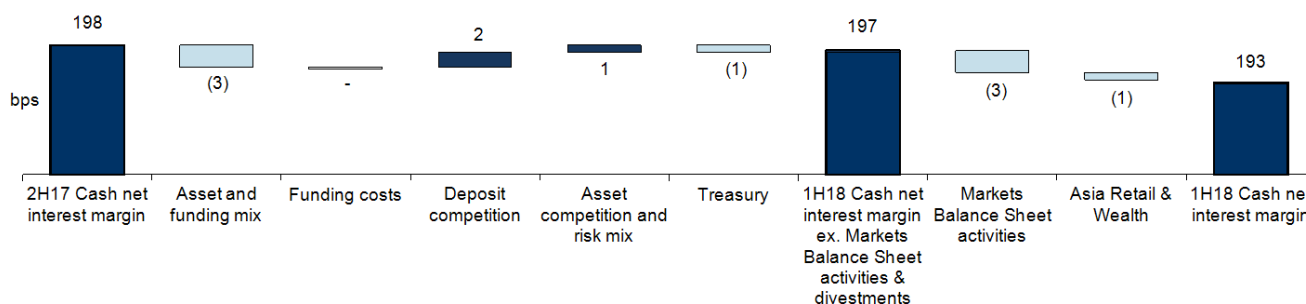 198
(3)
-
2
1
(1)
197
(3)
(1)
193
bps
2H17 Cash net
interest margin
Asset and
funding mix
Funding costs
Deposit
competition
Asset
competition and
risk mix
Treasury
1H18 Cash net
interest margin
ex. Markets
Balance Sheet
activities &
divestments
Markets
Balance Sheet
activities
Asia Retail &
Wealth
1H18 Cash net
interest margin